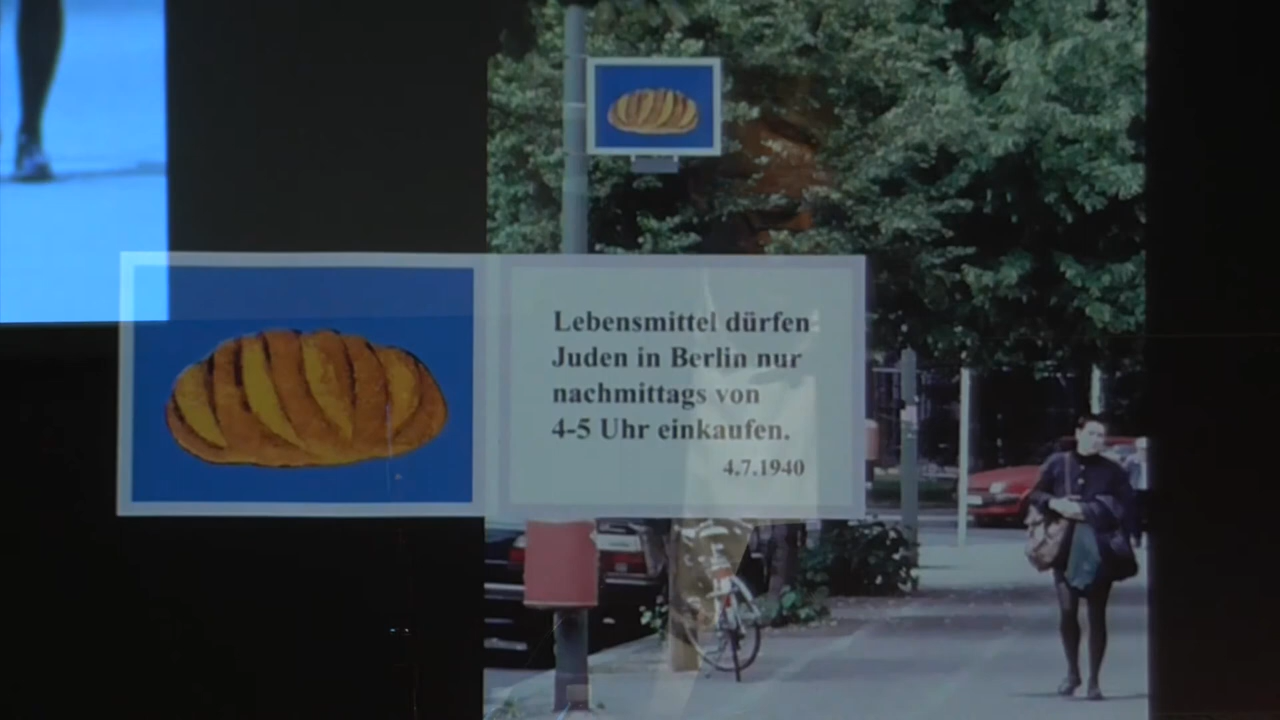 Lebensmittel dürfen
Juden in Berlin nur
nachmittags von
4-5 Uhr einkaufen.
4.7.1940